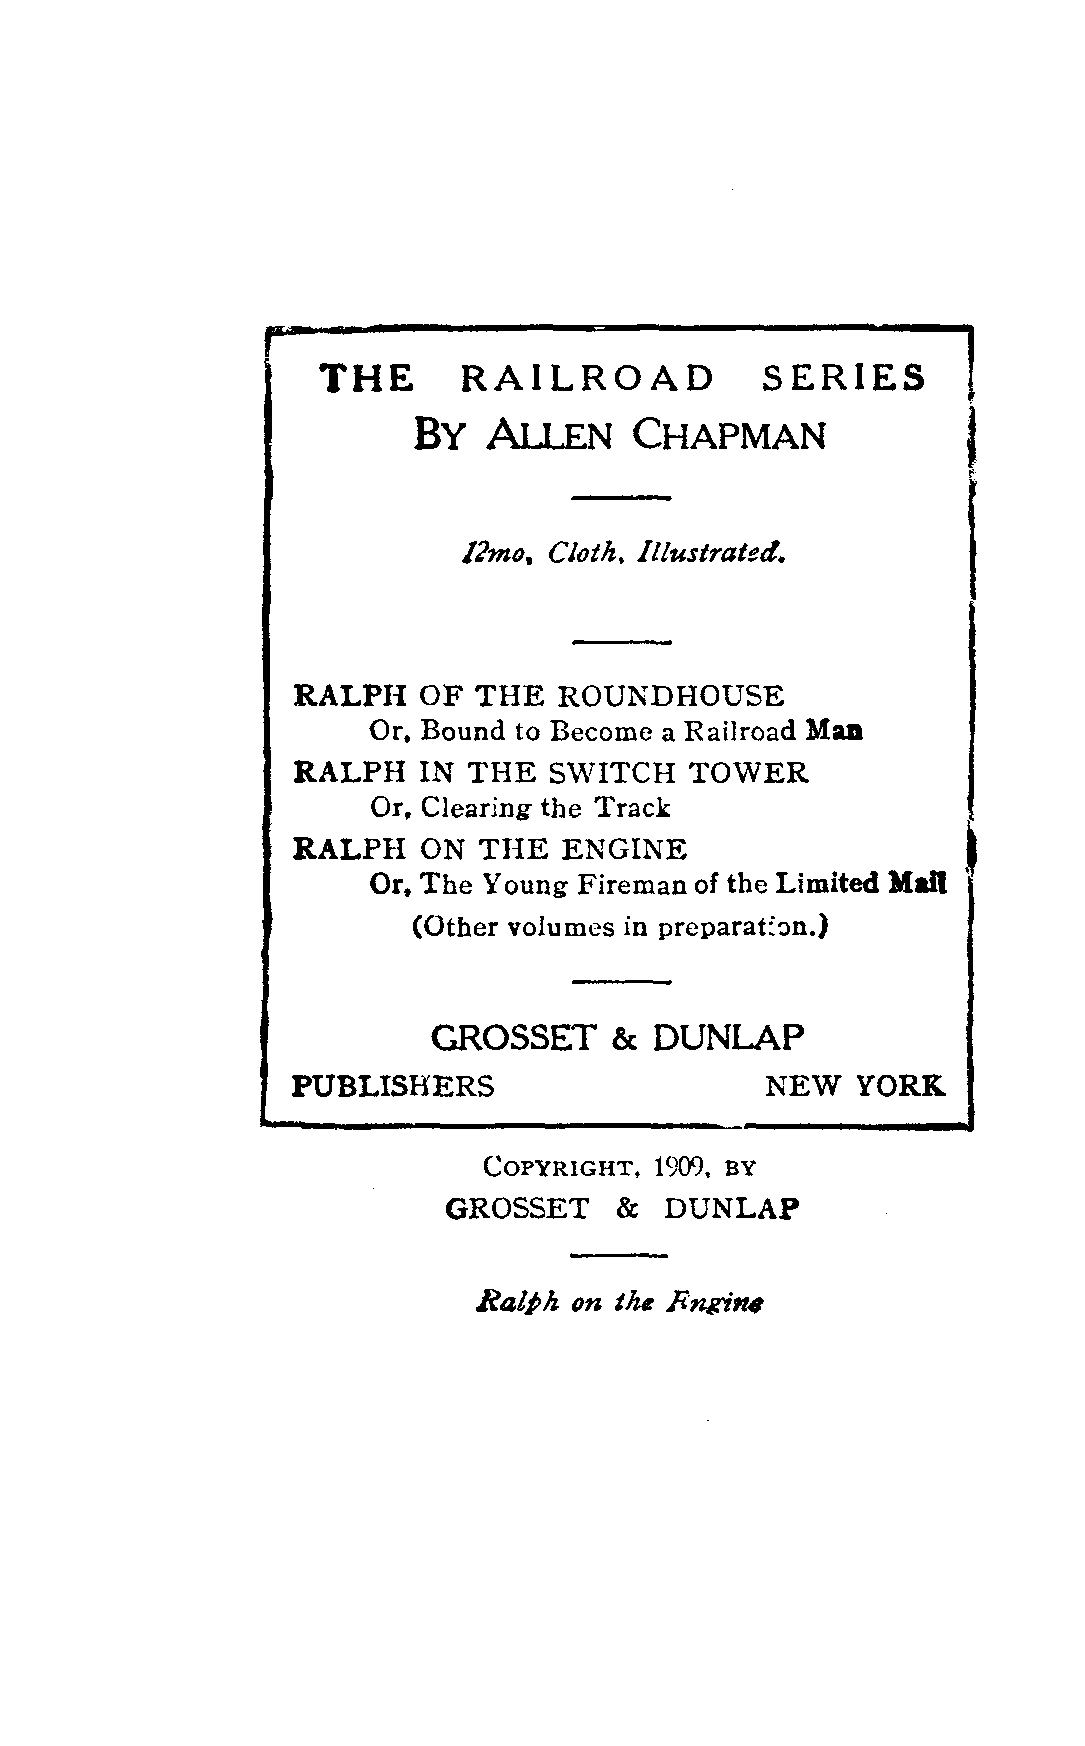 THE RAILROAD SERIES
BY ALLEN CHAPMAN
12mo, Cloth, Illustrated.
RALPH OF THE ROUNDHOUSE
Or, Bound to Become a Railroad Man
RALPH IN THE SWITCH TOWER
Or, Clearing the Track
RALPH ON THE ENGINE
Or, The Young Fireman of the Limited Mail
(Other volumes in preparation.)
GROSSET & DUNLAP
PUBLISHERS NEW YORK
COPYRIGHT, 1909, BY
GROSSET & DUNLAP
Ralph on the Engine